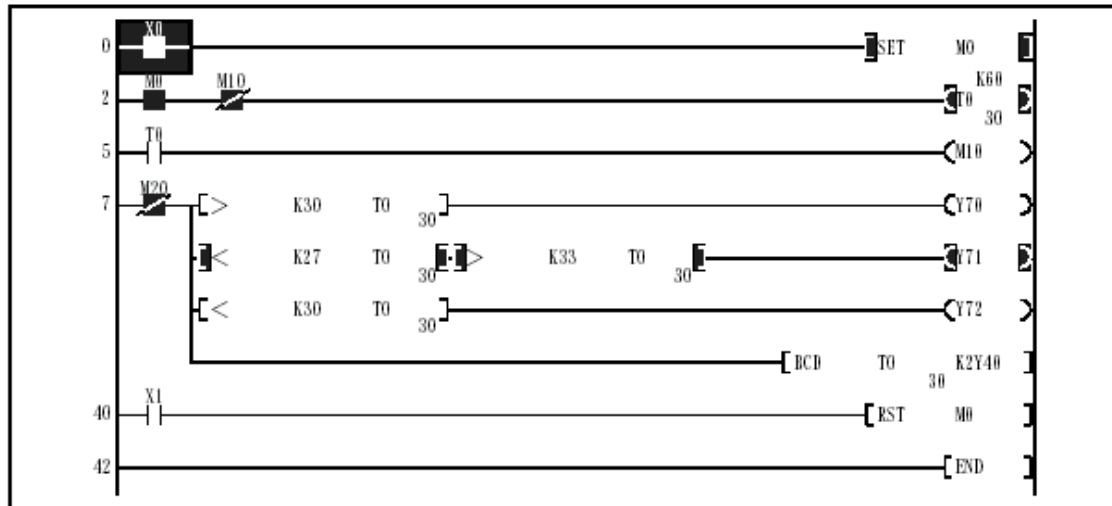 X0
0 SET M0
M0 M10 K60
2 T0
30
T0
5 M10
M20
7 > K30 T0 Y70
30
< K27 T0 > K33 T0 Y71
30 30
< K30 T0 Y72
30
BCD T0 K2Y40
30
X1
40 RST M0
42 END